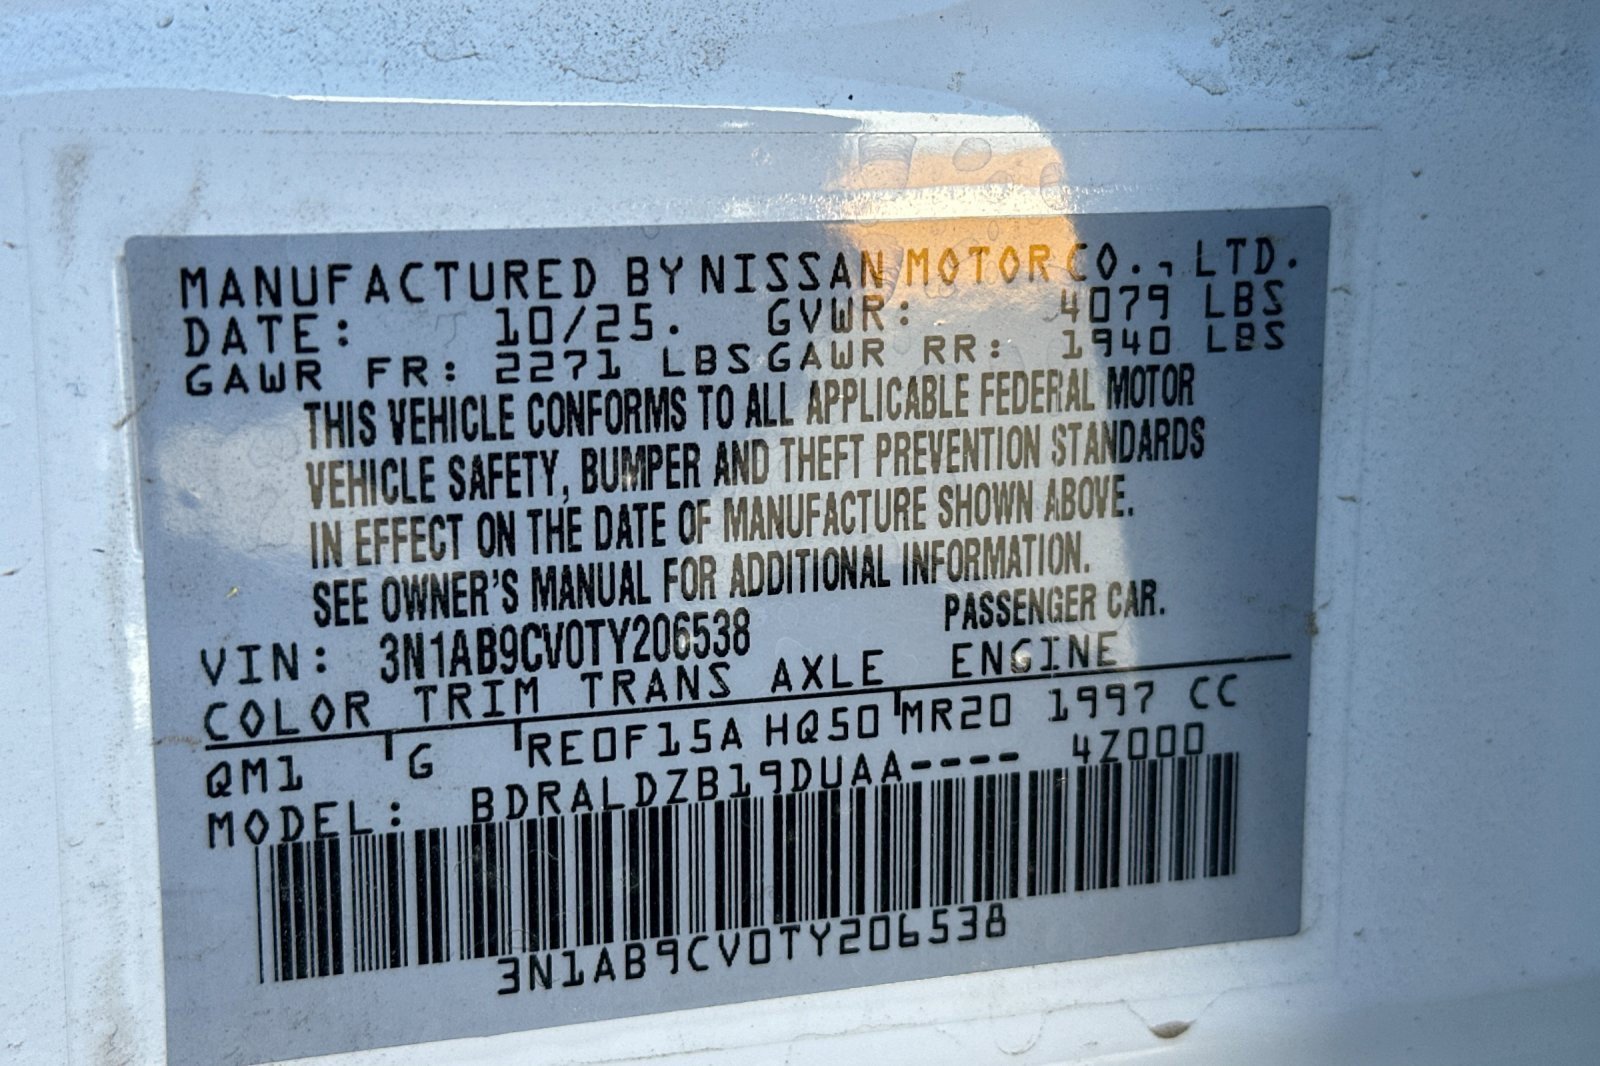 MANUFACTURED BY NISSAN MOTOR CO., LTD.
DATE: 10/25. GVWR: 4079 LBS
GAWR FR: 2271 LBS GAWR RR: 1940 LBS
THIS VEHICLE CONFORMS TO ALL APPLICABLE FEDERAL MOTOR
VEHICLE SAFETY, BUMPER AND THEFT PREVENTION STANDARDS
IN EFFECT ON THE DATE OF MANUFACTURE SHOWN ABOVE.
SEE OWNER'S MANUAL FOR ADDITIONAL INFORMATION.
VIN: 3N1AB9CV0TY206538 PASSENGER CAR.
COLOR TRIM TRANS AXLE ENGINE
QM1 G RE0F15A HQ50 MR20 1997 CC
MODEL: BDRALDZB19DUAA---- 4Z000
3N1AB9CV0TY206538